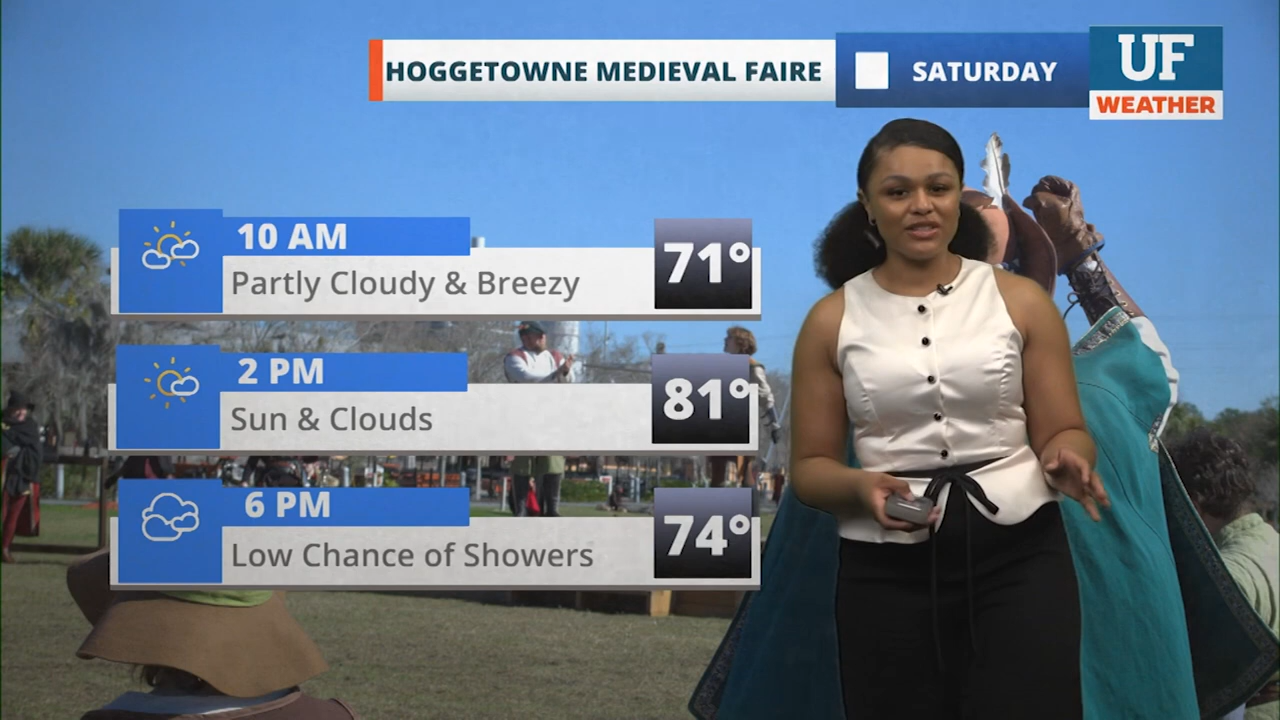 HOGGETOWNE MEDIEVAL FAIRE
SATURDAY
UF
WEATHER
10 AM
Partly Cloudy & Breezy
71°
2 PM
Sun & Clouds
81°
6 PM
Low Chance of Showers
74°